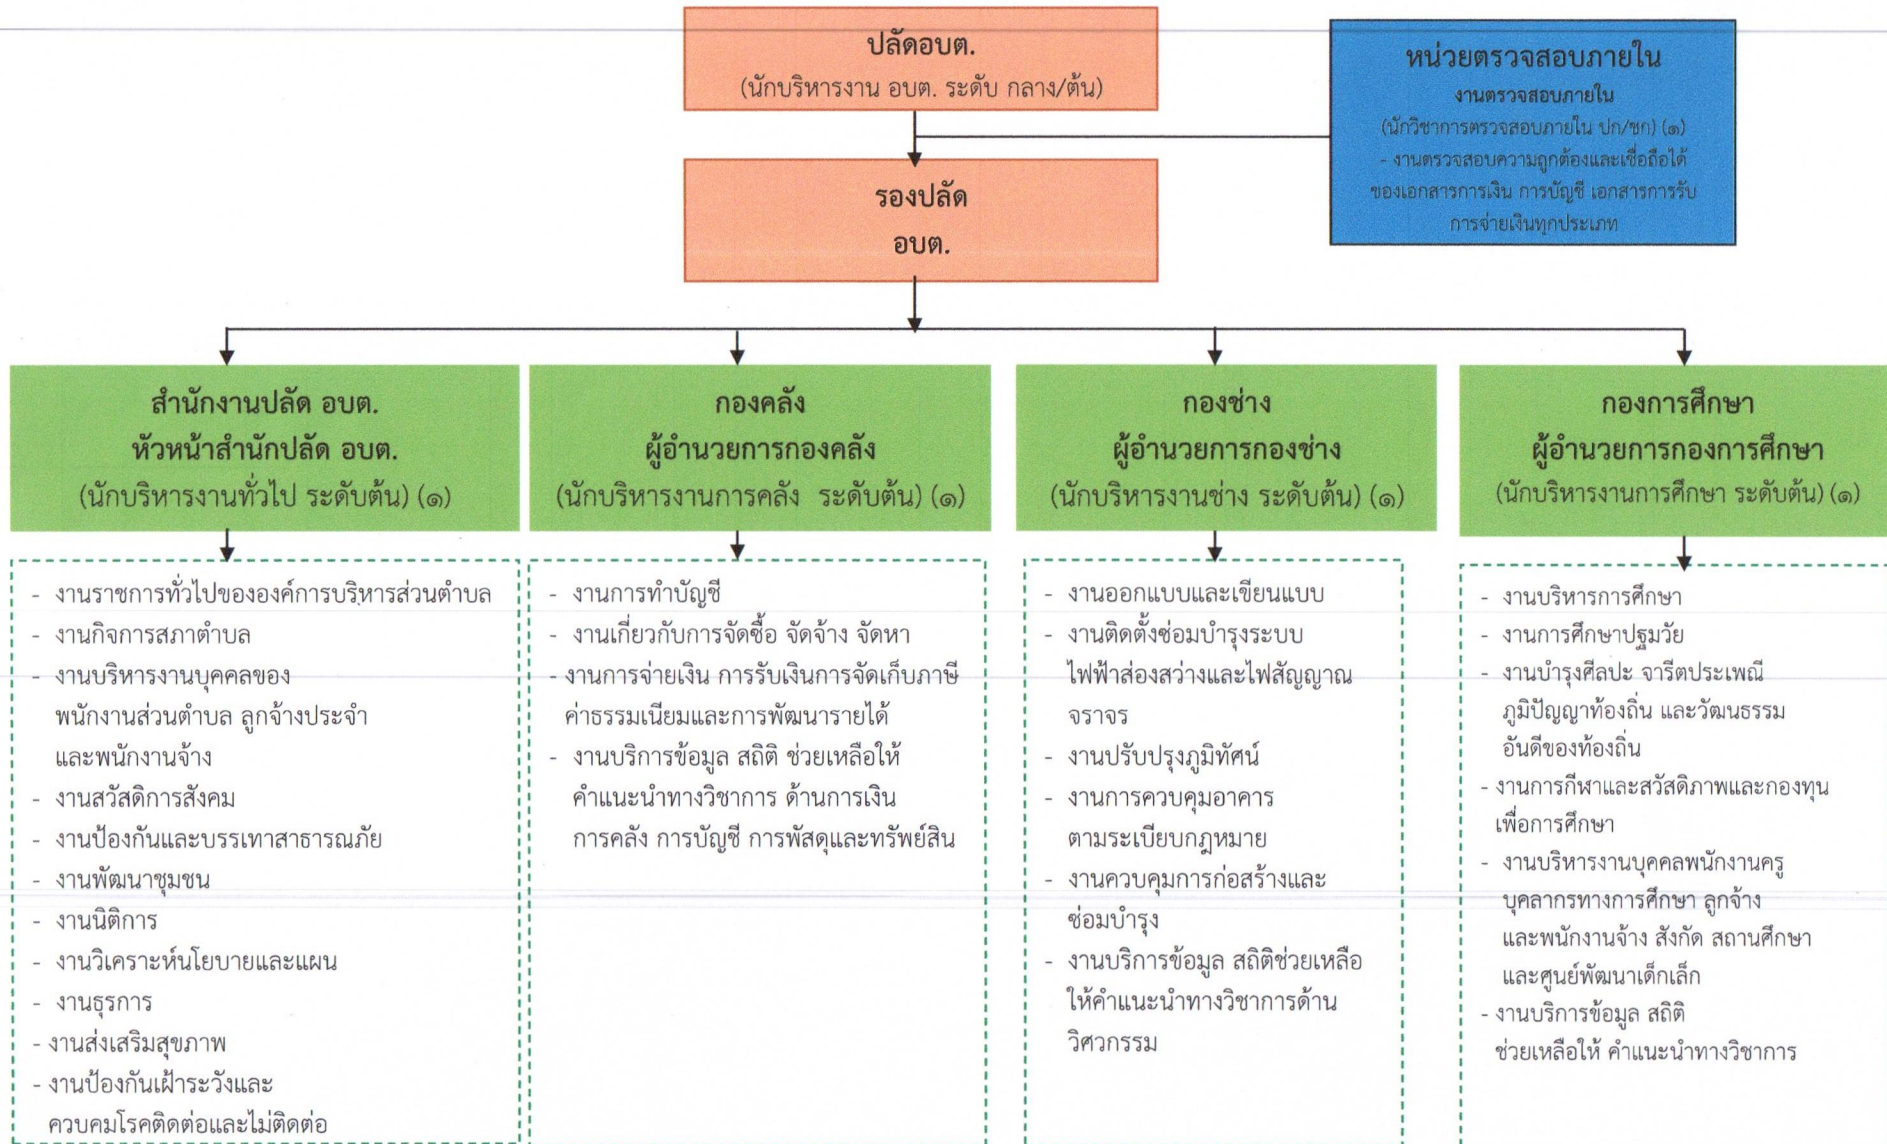 ปลัดอบต.
(นักบริหารงาน อบต. ระดับ กลาง/ต้น)
หน่วยตรวจสอบภายใน
งานตรวจสอบภายใน
(นักวิชาการตรวจสอบภายใน ปก/ชก) (๑)
- งานตรวจสอบความถูกต้องและเชื่อถือได้
ของเอกสารการเงิน การบัญชี เอกสารการรับ
การจ่ายเงินทุกประเภท
รองปลัด
อบต.
สำนักงานปลัด อบต.
หัวหน้าสำนักปลัด อบต.
(นักบริหารงานทั่วไป ระดับต้น) (๑)
- งานราชการทั่วไปขององค์การบริหารส่วนตำบล
- งานกิจการสภาตำบล
- งานบริหารงานบุคคลของ
พนักงานส่วนตำบล ลูกจ้างประจำ
และพนักงานจ้าง
- งานสวัสดิการสังคม
- งานป้องกันและบรรเทาสาธารณภัย
- งานพัฒนาชุมชน
- งานนิติการ
- งานวิเคราะห์นโยบายและแผน
- งานธุรการ
- งานส่งเสริมสุขภาพ
- งานป้องกันเฝ้าระวังและ
ควบคุมโรคติดต่อและไม่ติดต่อ
กองคลัง
ผู้อำนวยการกองคลัง
(นักบริหารงานการคลัง ระดับต้น) (๑)
- งานการทำบัญชี
- งานเกี่ยวกับการจัดซื้อ จัดจ้าง จัดหา
- งานการจ่ายเงิน การรับเงินการจัดเก็บภาษี
ค่าธรรมเนียมและการพัฒนารายได้
- งานบริการข้อมูล สถิติ ช่วยเหลือให้
คำแนะนำทางวิชาการ ด้านการเงิน
การคลัง การบัญชี การพัสดุและทรัพย์สิน
กองช่าง
ผู้อำนวยการกองช่าง
(นักบริหารงานช่าง ระดับต้น) (๑)
- งานออกแบบและเขียนแบบ
- งานติดตั้งซ่อมบำรุงระบบ
ไฟฟ้าส่องสว่างและไฟสัญญาณ
จราจร
- งานปรับปรุงภูมิทัศน์
- งานการควบคุมอาคาร
ตามระเบียบกฎหมาย
- งานควบคุมการก่อสร้างและ
ซ่อมบำรุง
- งานบริการข้อมูล สถิติช่วยเหลือ
ให้คำแนะนำทางวิชาการด้าน
วิศวกรรม
กองการศึกษา
ผู้อำนวยการกองการศึกษา
(นักบริหารงานการศึกษา ระดับต้น) (๑)
- งานบริหารการศึกษา
- งานการศึกษาปฐมวัย
- งานบำรุงศิลปะ จารีตประเพณี
ภูมิปัญญาท้องถิ่น และวัฒนธรรม
อันดีของท้องถิ่น
- งานการกีฬาและสวัสดิภาพและกองทุน
เพื่อการศึกษา
- งานบริหารงานบุคคลพนักงานครู
บุคลากรทางการศึกษา ลูกจ้าง
และพนักงานจ้าง สังกัด สถานศึกษา
และศูนย์พัฒนาเด็กเล็ก
- งานบริการข้อมูล สถิติ
ช่วยเหลือให้ คำแนะนำทางวิชาการ